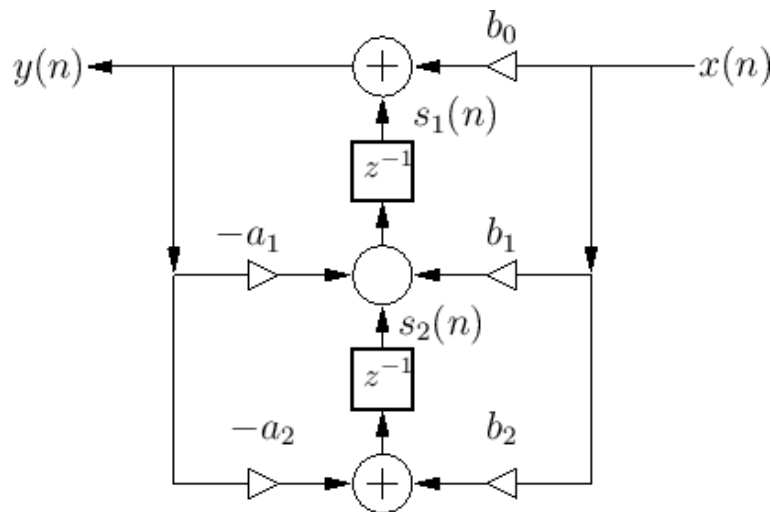 b₀
y(n) + x(n)
s₁(n)
z⁻¹
−a₁ b₁
s₂(n)
z⁻¹
−a₂ b₂
+